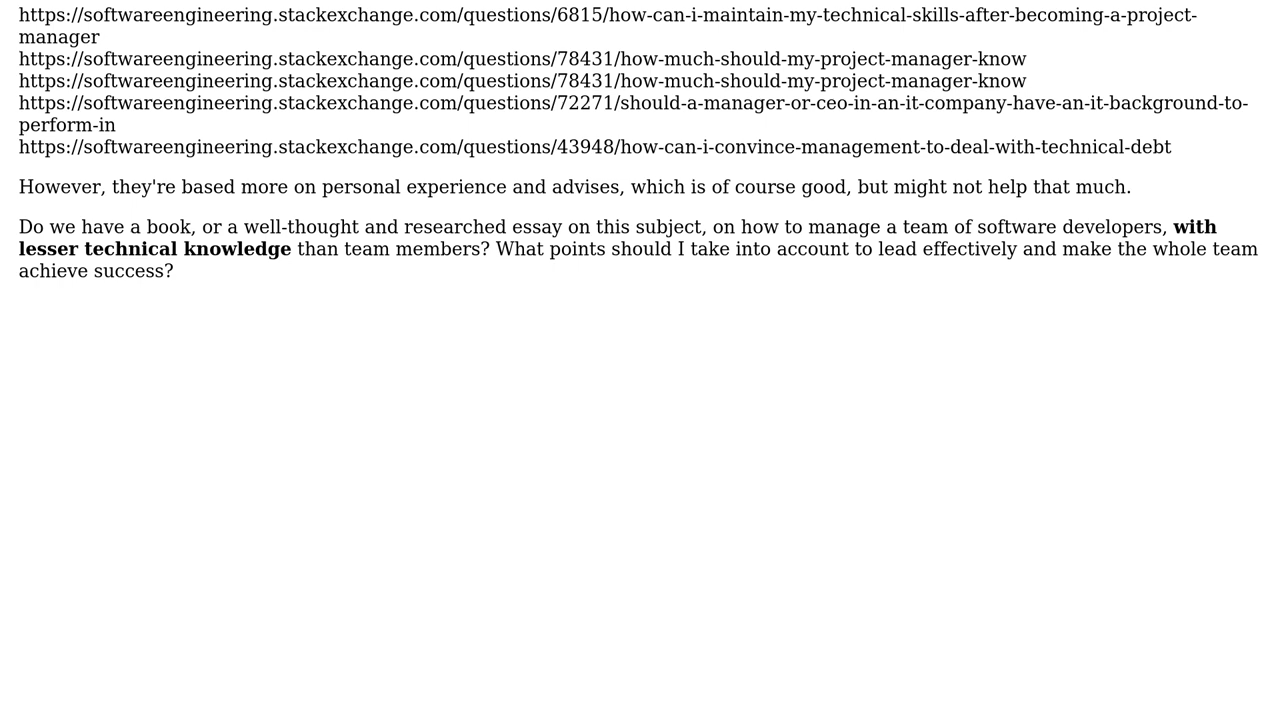 https://softwareengineering.stackexchange.com/questions/6815/how-can-i-maintain-my-technical-skills-after-becoming-a-project-
manager
https://softwareengineering.stackexchange.com/questions/78431/how-much-should-my-project-manager-know
https://softwareengineering.stackexchange.com/questions/78431/how-much-should-my-project-manager-know
https://softwareengineering.stackexchange.com/questions/72271/should-a-manager-or-ceo-in-an-it-company-have-an-it-background-to-
perform-in
https://softwareengineering.stackexchange.com/questions/43948/how-can-i-convince-management-to-deal-with-technical-debt
However, they're based more on personal experience and advises, which is of course good, but might not help that much.
Do we have a book, or a well-thought and researched essay on this subject, on how to manage a team of software developers, with
lesser technical knowledge than team members? What points should I take into account to lead effectively and make the whole team
achieve success?